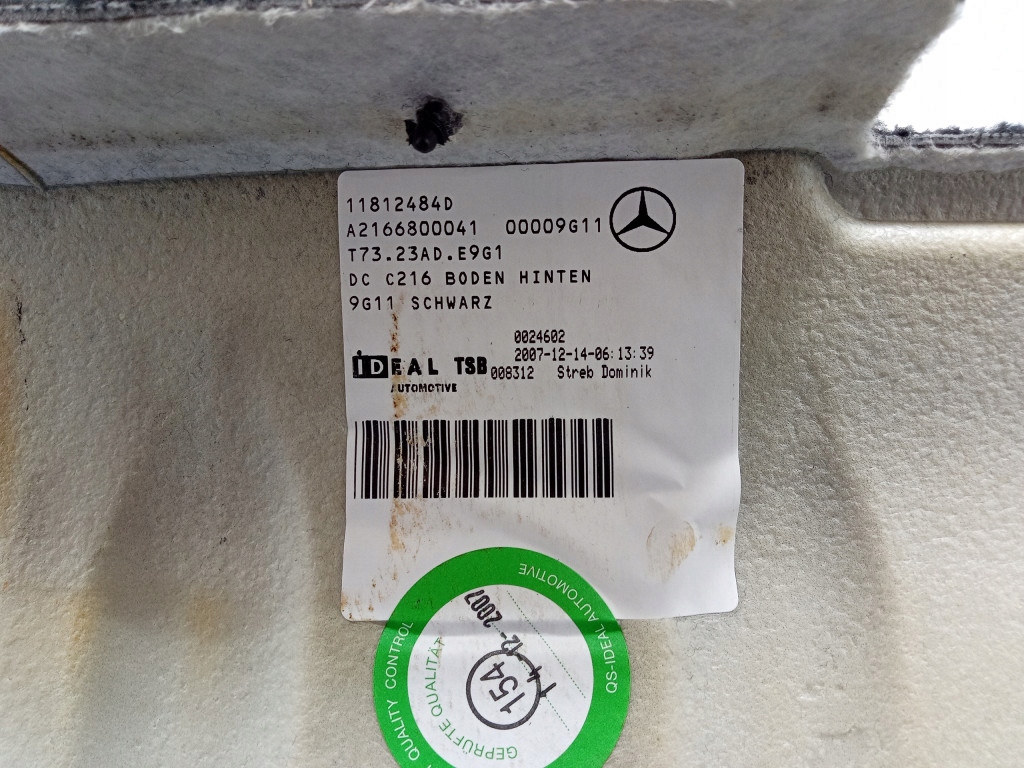 11812484D
A2166800041 00009G11
T73.23AD.E9G1
DC C216 BODEN HINTEN
9G11 SCHWARZ
0024602
2007-12-14-06:13:39
IDEAL TSB 008312 Streb Dominik
AUTOMOTIVE
QUALITY CONTROL
QS-IDEAL AUTOMOTIVE
GEPRÜFTE QUALITÄT
14-12-2007
154